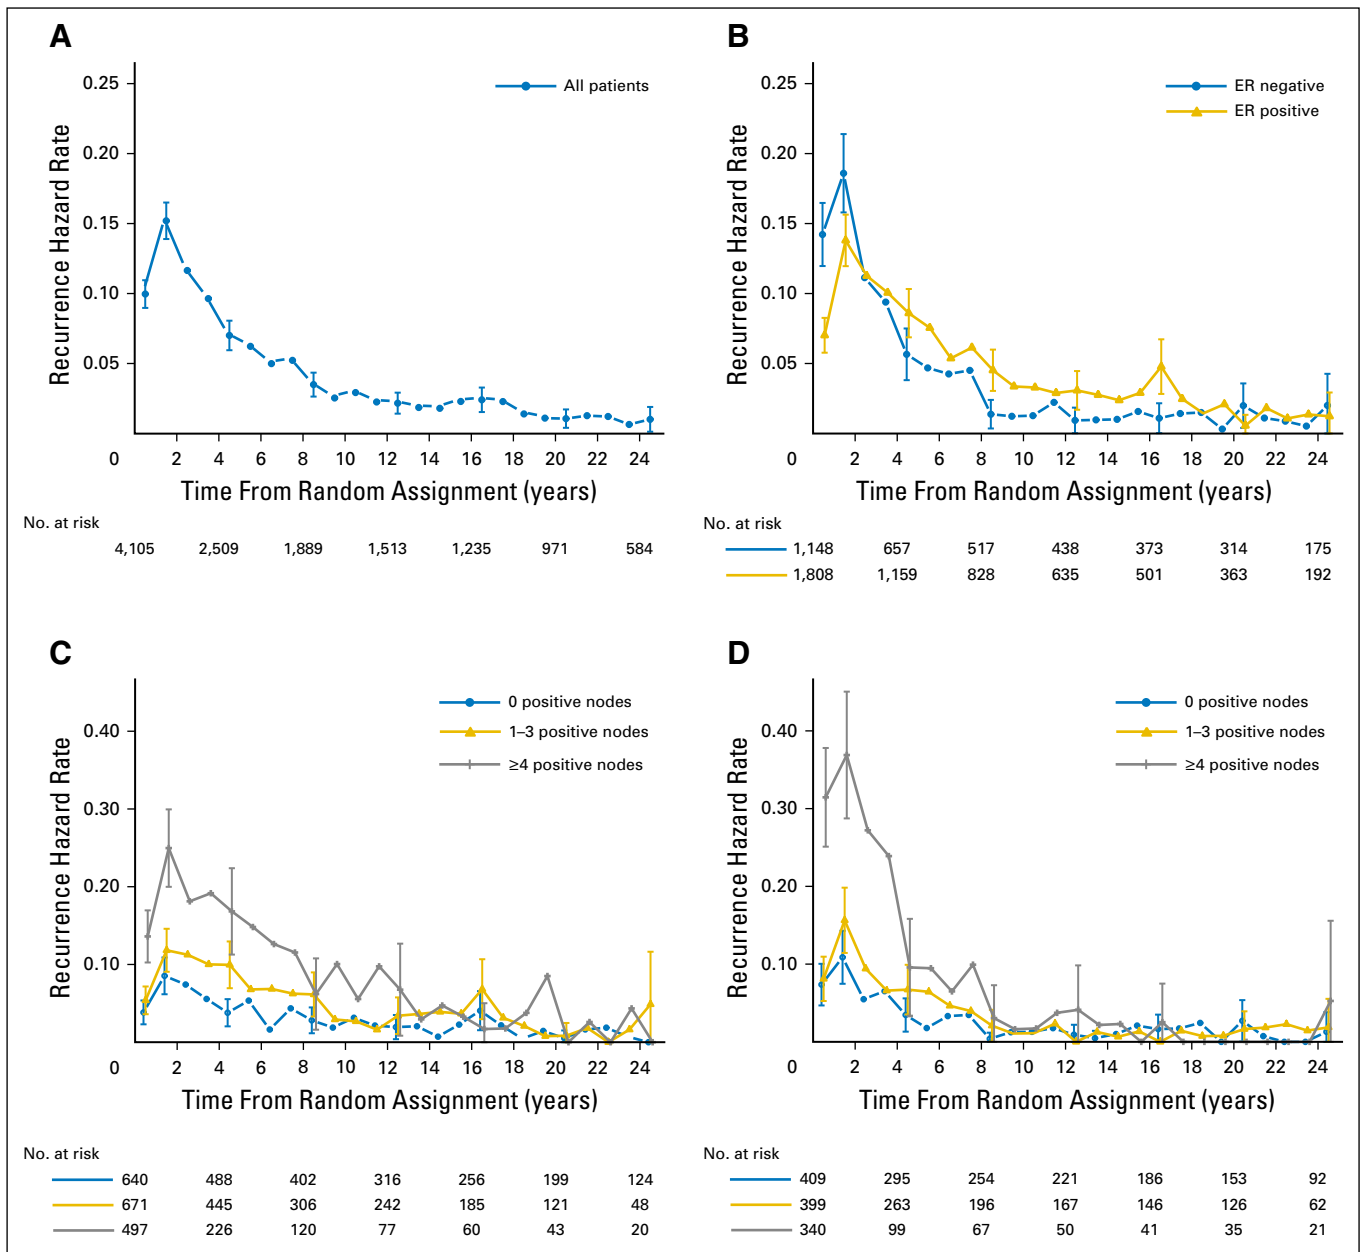 A
0.25
0.20
0.15
0.10
0.05
Recurrence Hazard Rate
All patients
0 2 4 6 8 10 12 14 16 18 20 22 24
Time From Random Assignment (years)
No. at risk
4,105 2,509 1,889 1,513 1,235 971 584
B
0.25
0.20
0.15
0.10
0.05
Recurrence Hazard Rate
ER negative
ER positive
0 2 4 6 8 10 12 14 16 18 20 22 24
Time From Random Assignment (years)
No. at risk
1,148 657 517 438 373 314 175
1,808 1,159 828 635 501 363 192
C
0.40
0.30
0.20
0.10
Recurrence Hazard Rate
0 positive nodes
1–3 positive nodes
≥4 positive nodes
0 2 4 6 8 10 12 14 16 18 20 22 24
Time From Random Assignment (years)
No. at risk
640 488 402 316 256 199 124
671 445 306 242 185 121 48
497 226 120 77 60 43 20
D
0.40
0.30
0.20
0.10
Recurrence Hazard Rate
0 positive nodes
1–3 positive nodes
≥4 positive nodes
0 2 4 6 8 10 12 14 16 18 20 22 24
Time From Random Assignment (years)
No. at risk
409 295 254 221 186 153 92
399 263 196 167 146 126 62
340 99 67 50 41 35 21